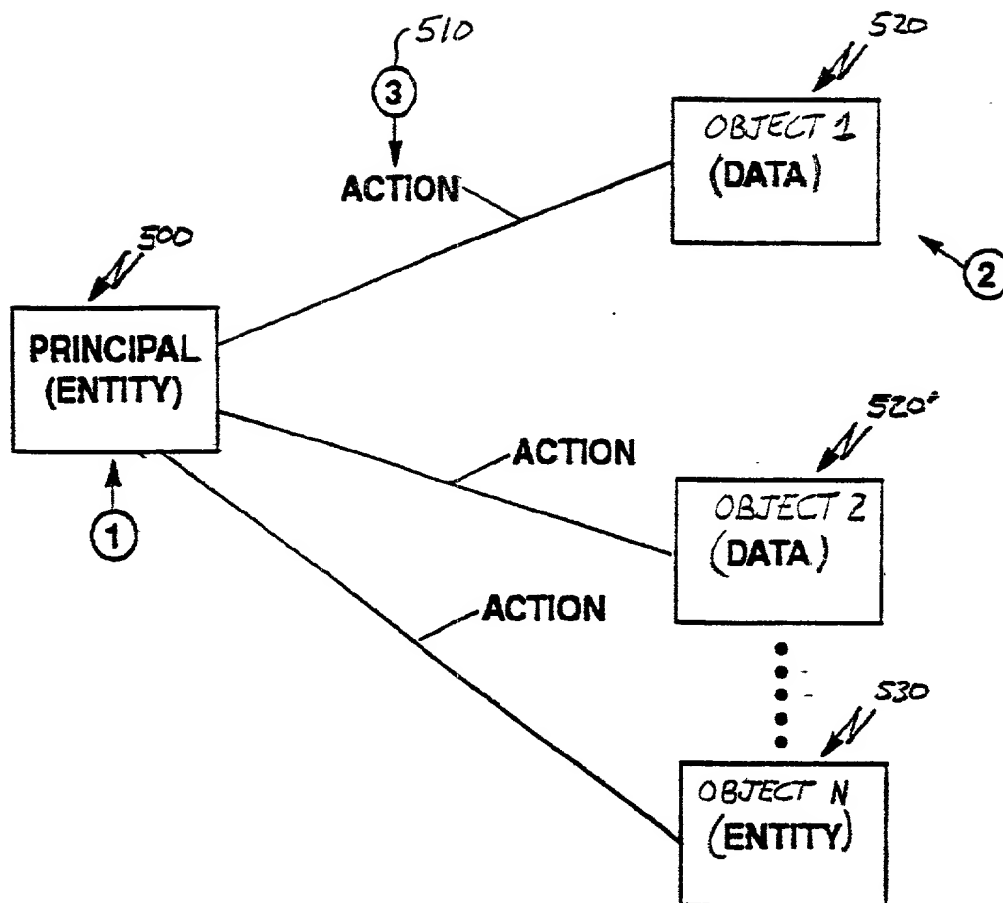 510
520
3
OBJECT 1
(DATA)
ACTION
500
2
PRINCIPAL
(ENTITY)
ACTION
OBJECT 2
(DATA)
1
ACTION
530
OBJECT N
(ENTITY)